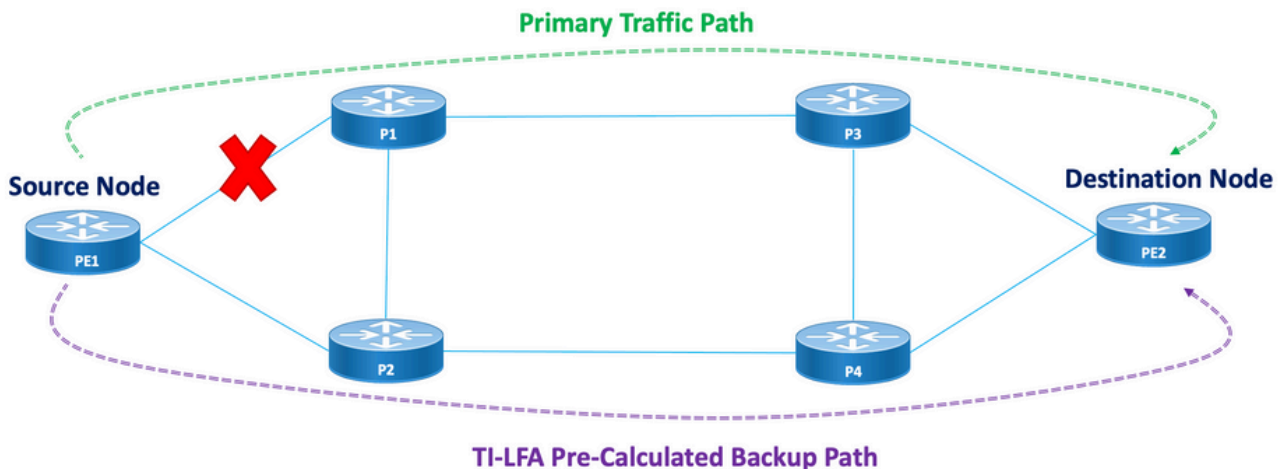 Primary Traffic Path
P1
P3
Source Node
Destination Node
PE1
PE2
P2
P4
TI-LFA Pre-Calculated Backup Path